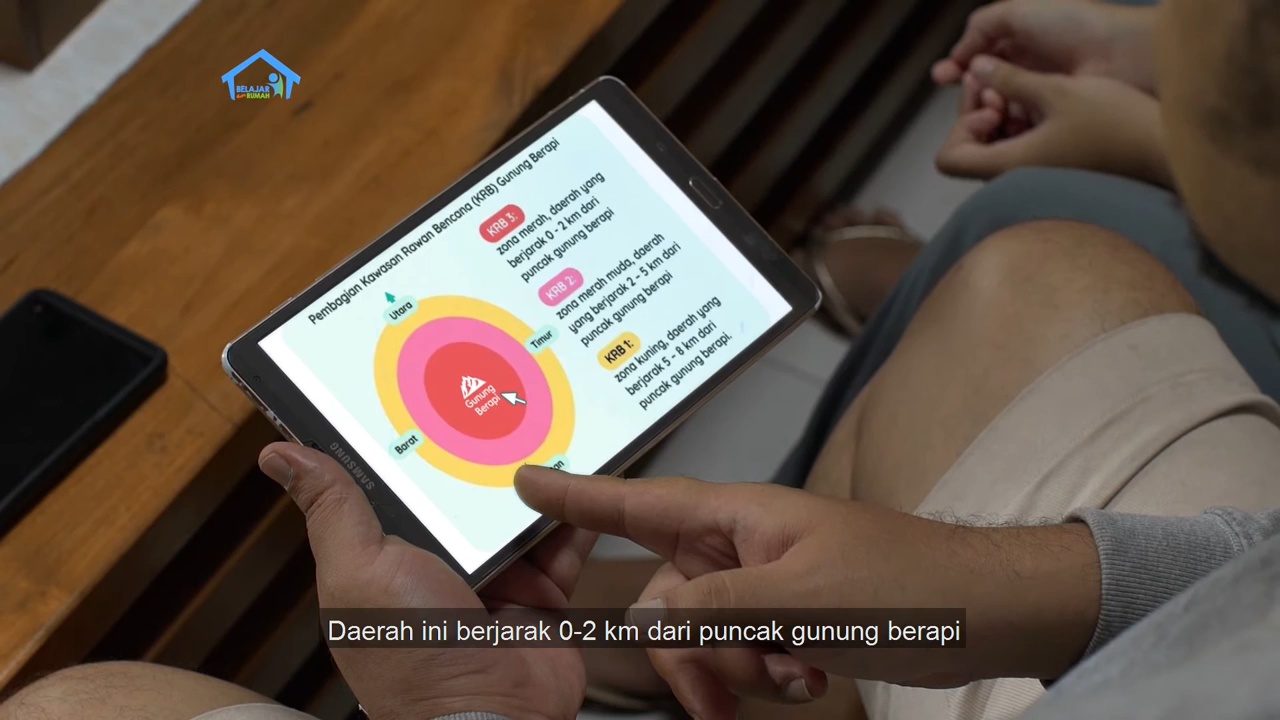 BELAJAR
dari RUMAH
Pembagian Kawasan Rawan Bencana (KRB) Gunung Berapi
KRB 3:
zona merah, daerah yang
berjarak 0 - 2 km dari
puncak gunung berapi
KRB 2:
zona merah muda, daerah
yang berjarak 2 - 5 km dari
puncak gunung berapi
KRB 1:
zona kuning, daerah yang
berjarak 5 - 8 km dari
puncak gunung berapi.
Utara
Timur
Gunung
Berapi
Barat
SAMSUNG
Daerah ini berjarak 0-2 km dari puncak gunung berapi